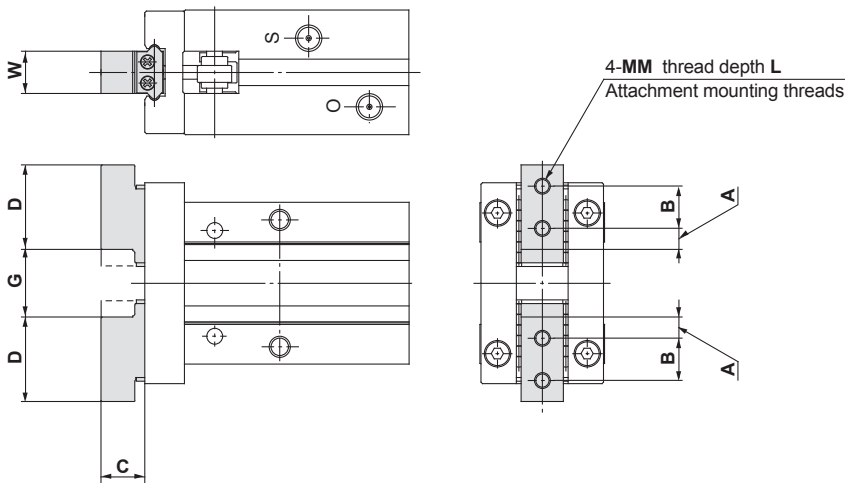 W
S
O
4-MM thread depth L
Attachment mounting threads
D
G
D
C
B
A
B
A